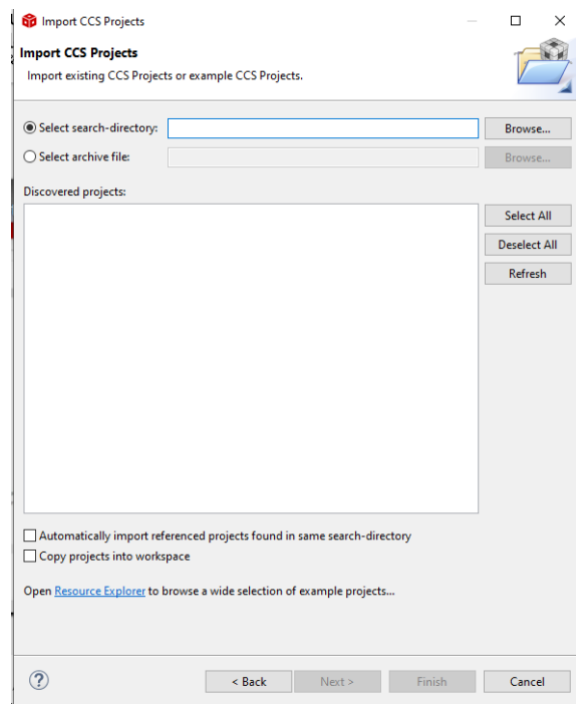 Import CCS Projects
Import CCS Projects
Import existing CCS Projects or example CCS Projects.
Select search-directory:
Browse...
Select archive file:
Browse...
Discovered projects:
Select All
Deselect All
Refresh
Automatically import referenced projects found in same search-directory
Copy projects into workspace
Open Resource Explorer to browse a wide selection of example projects...
? < Back Next > Finish Cancel